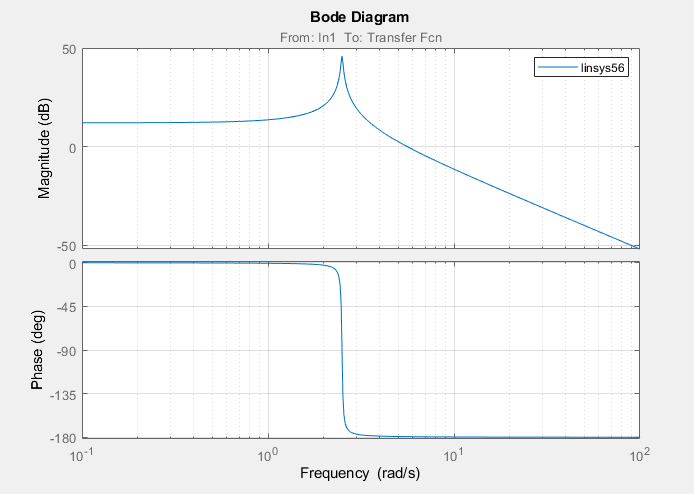 Bode Diagram
From: In1 To: Transfer Fcn
linsys56
Magnitude (dB)
50
0
-50
Phase (deg)
0
-45
-90
-135
-180
10^-1
10^0
10^1
10^2
Frequency (rad/s)